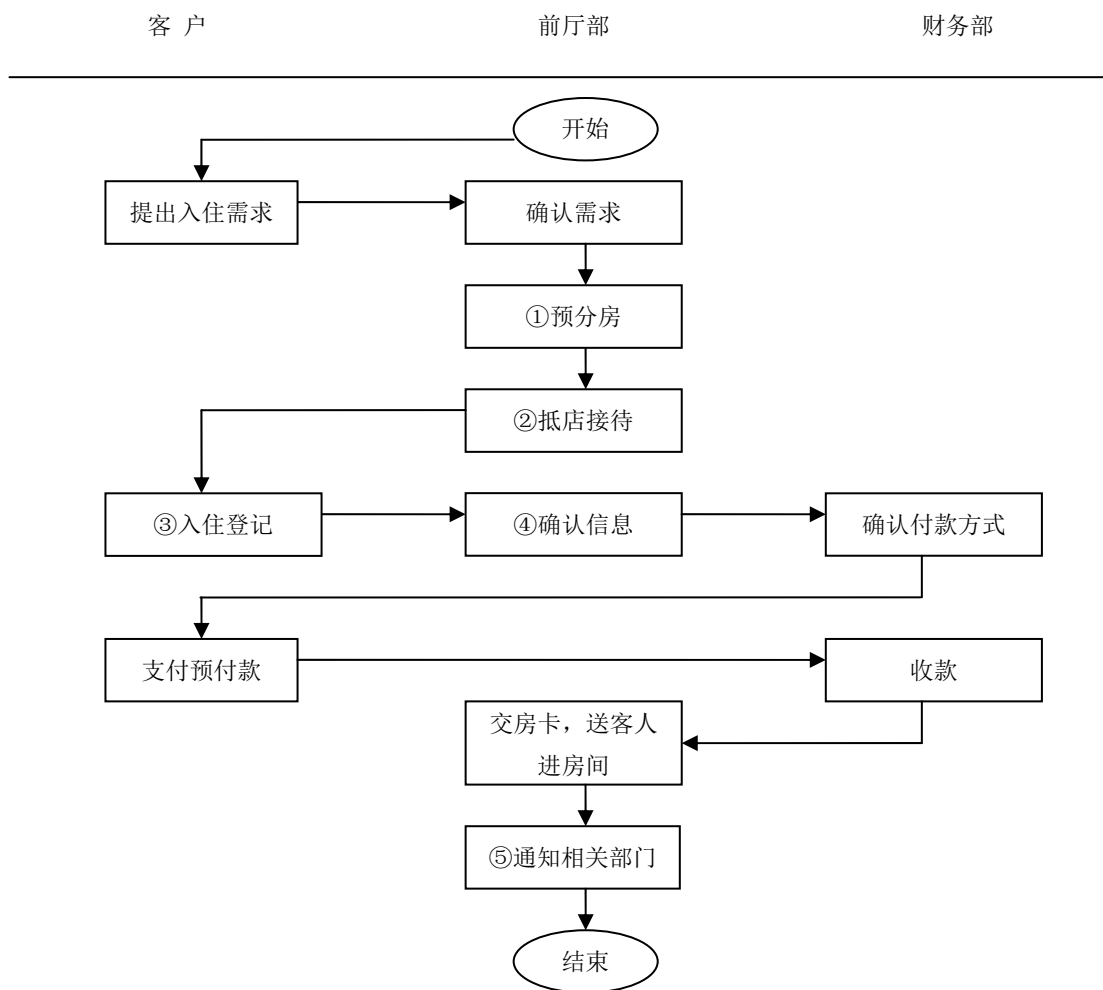 客 户 前厅部 财务部
开始
提出入住需求 确认需求
①预分房
②抵店接待
③入住登记 ④确认信息 确认付款方式
支付预付款 收款
交房卡，送客人
进房间
⑤通知相关部门
结束